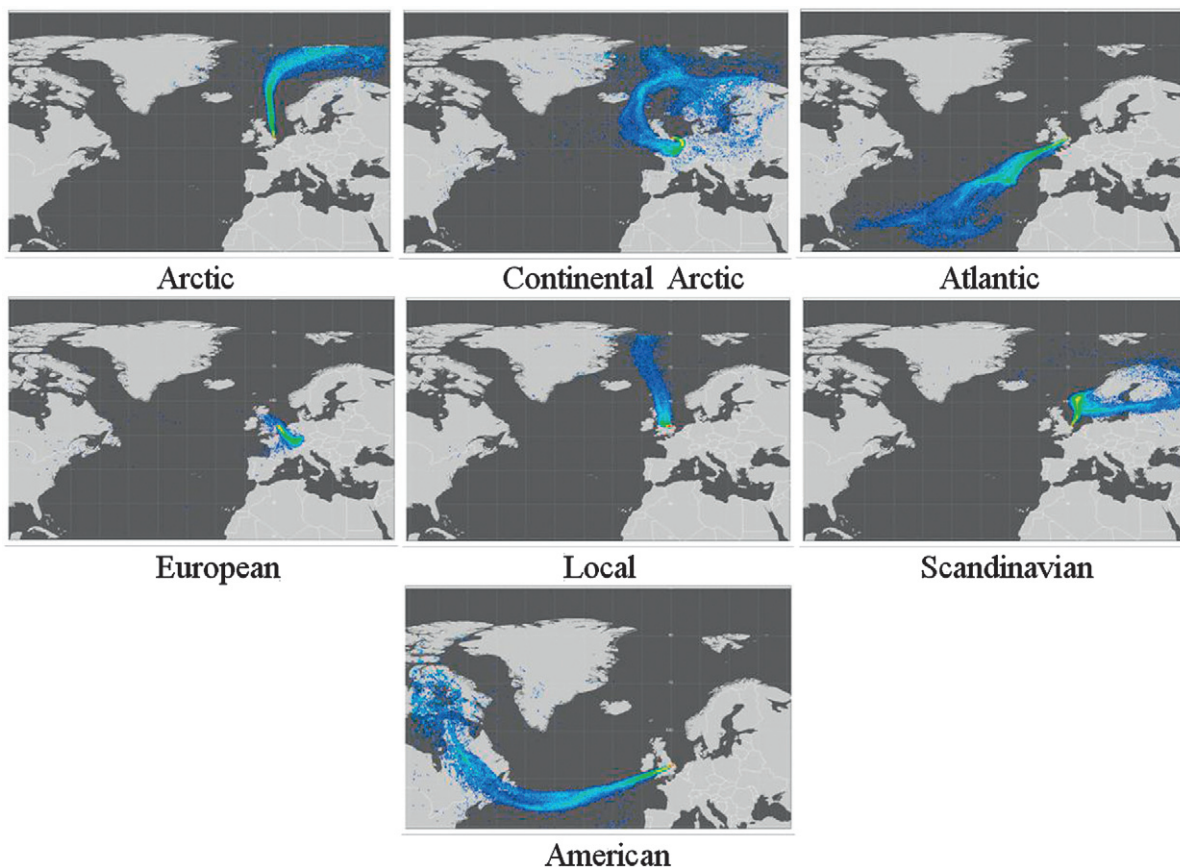 Arctic
Continental Arctic
Atlantic
European
Local
Scandinavian
American